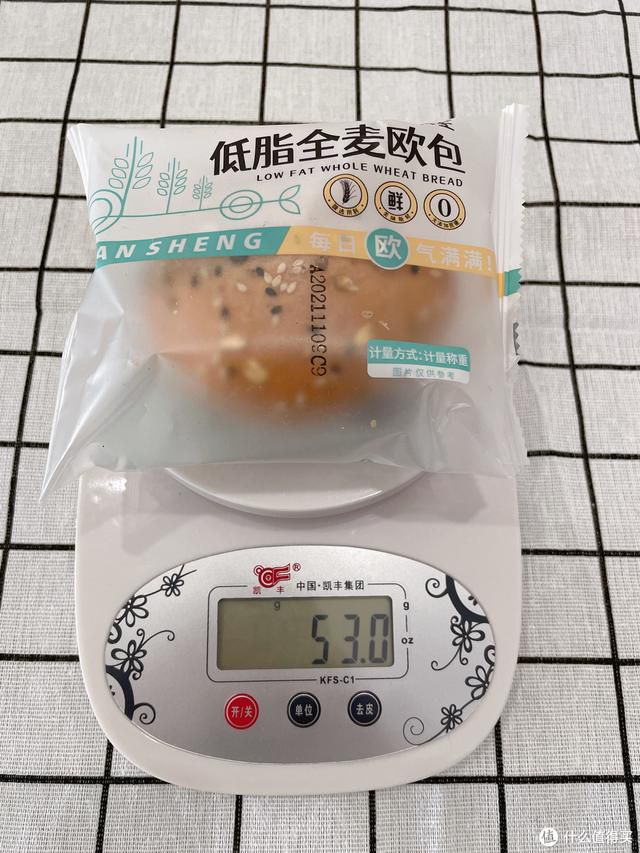 低脂全麦欧包
LOW FAT WHOLE WHEAT BREAD
鲜
0
AN SHENG
每日 欧 气满满！
A20211108C9
计量方式：计量称重
图片仅供参考
凯 丰 ® 中国·凯丰集团
g
g
53.0
oz
KFS-C1
开/关 单位 去皮
值 什么值得买